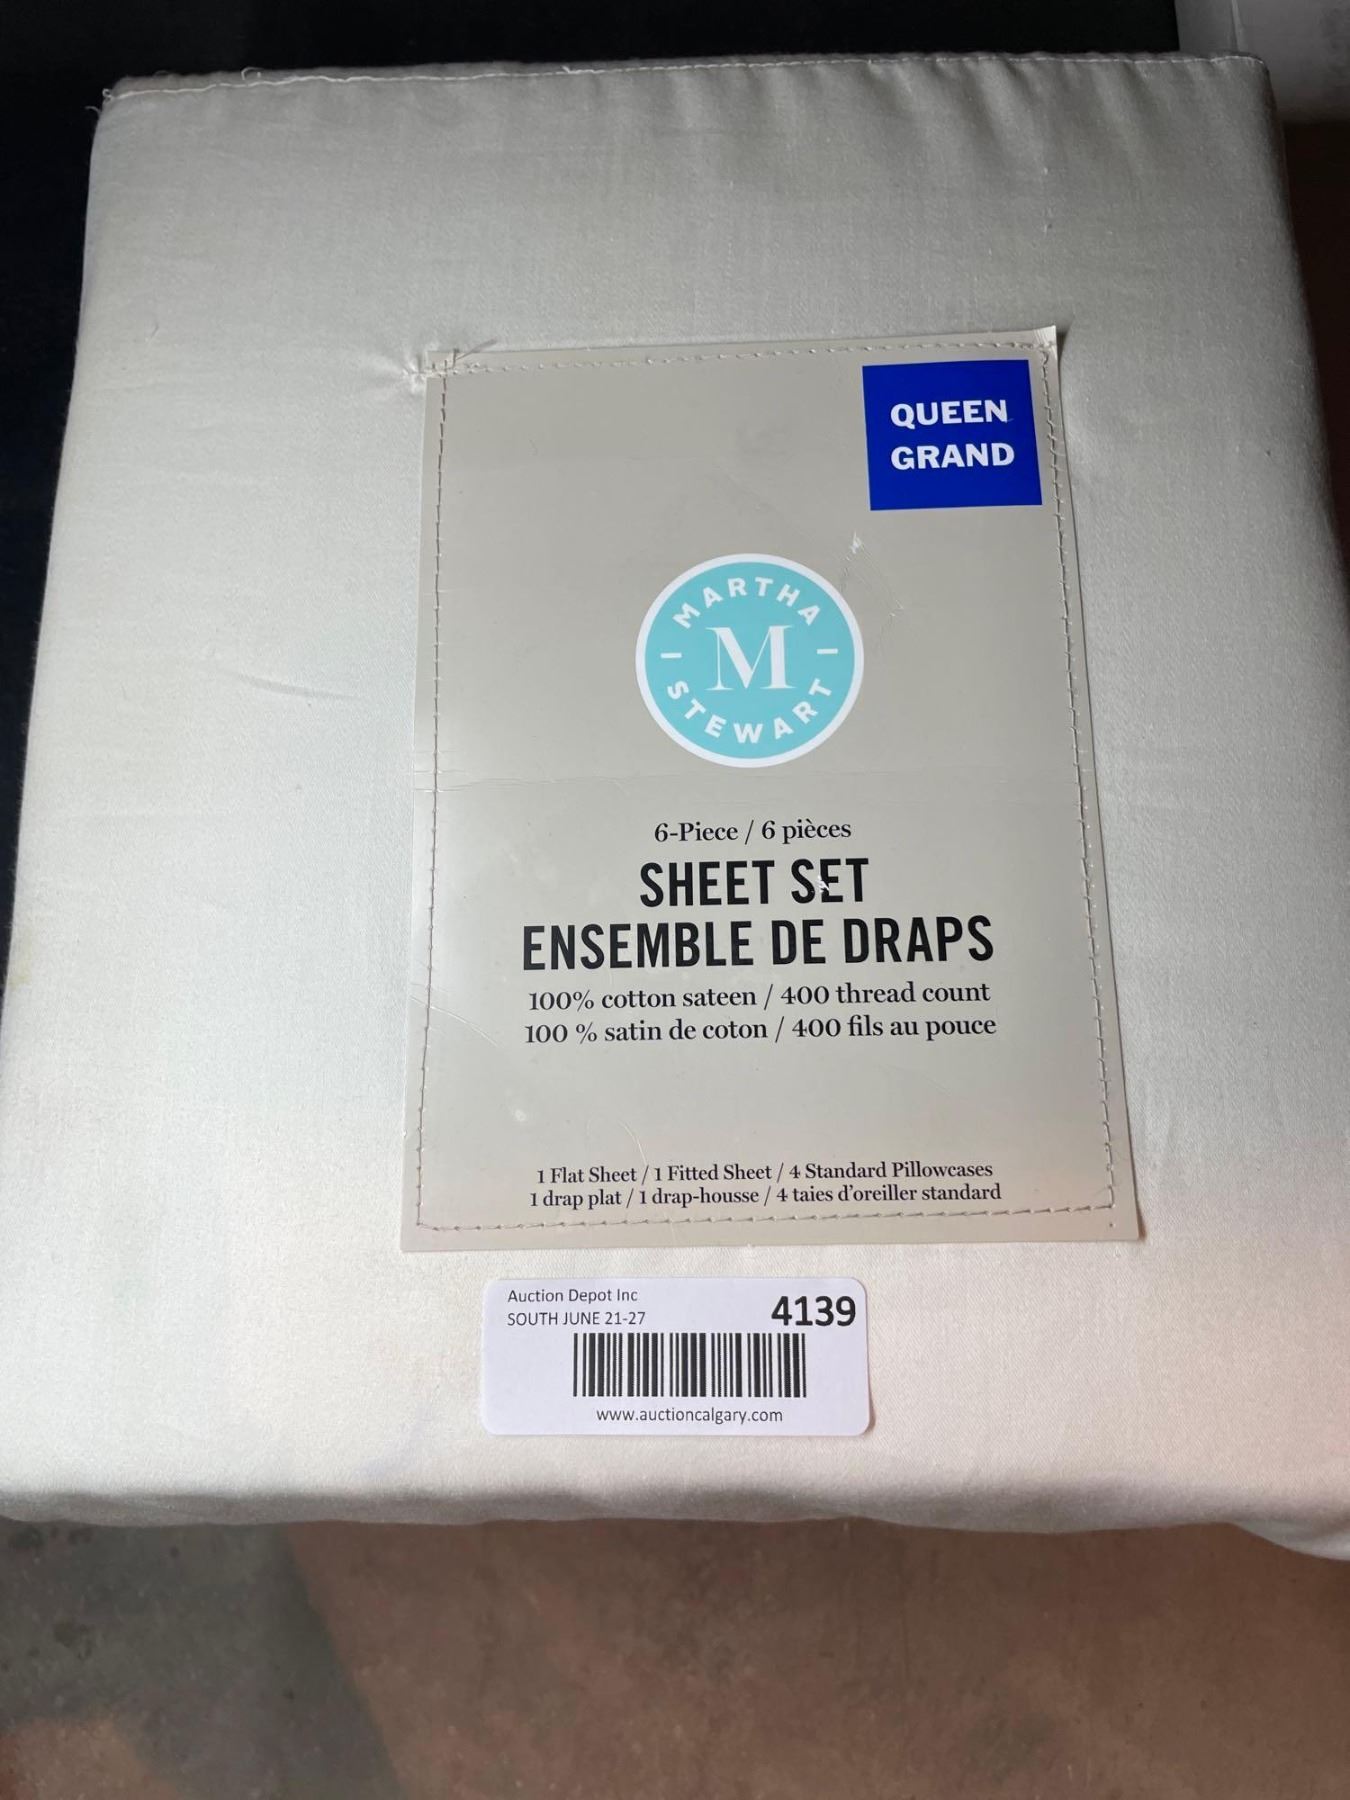 QUEEN
GRAND
MARTHA
M
STEWART
6-Piece / 6 pièces
SHEET SET
ENSEMBLE DE DRAPS
100% cotton sateen / 400 thread count
100 % satin de coton / 400 fils au pouce
1 Flat Sheet / 1 Fitted Sheet / 4 Standard Pillowcases
1 drap plat / 1 drap-housse / 4 taies d'oreiller standard
Auction Depot Inc
SOUTH JUNE 21-27
4139
www.auctioncalgary.com